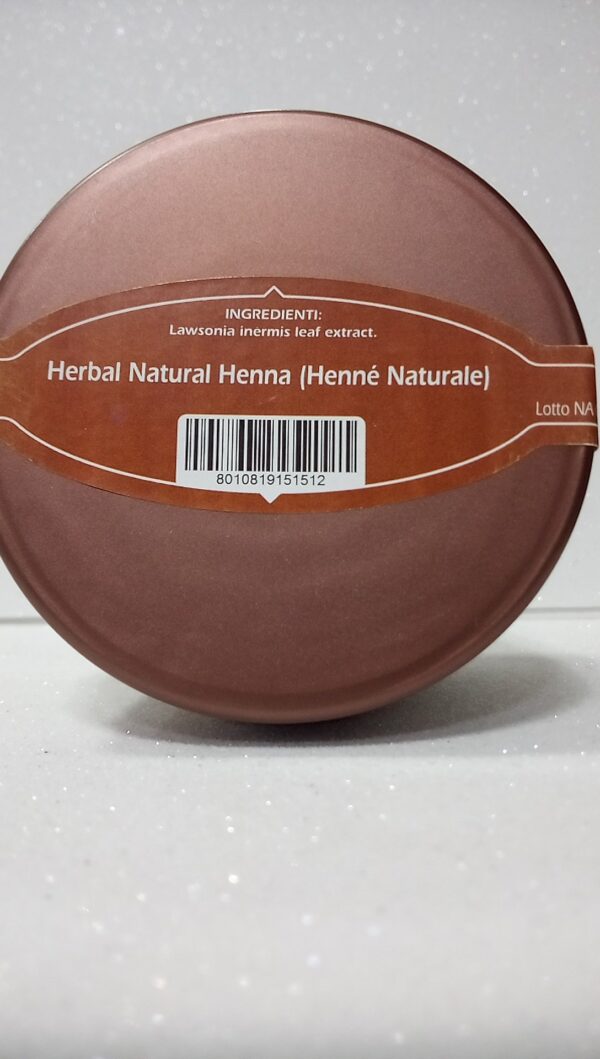 INGREDIENTI:
Lawsonia inermis leaf extract.
Herbal Natural Henna (Henné Naturale)
Lotto NA
8010819151512